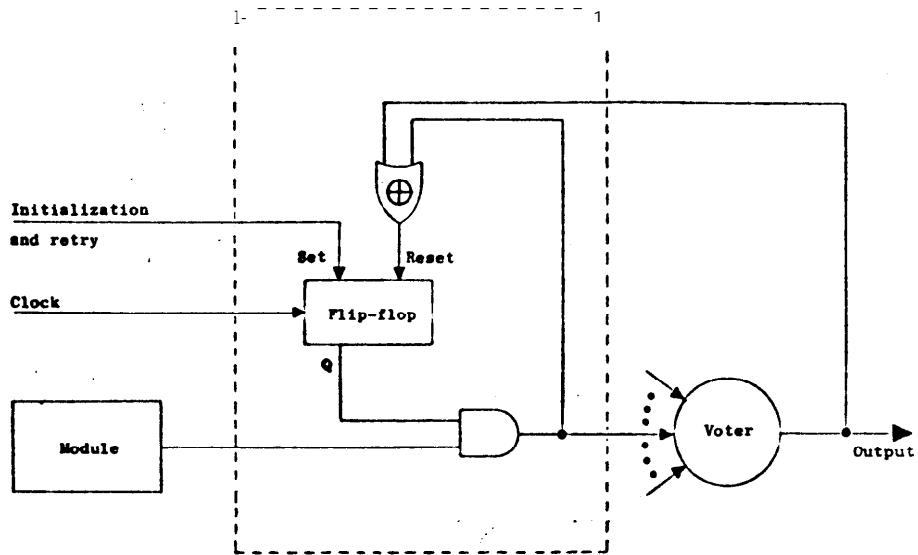 Initialization
and retry
Set
Reset
Clock
Flip-flop
Q
Module
Voter
Output